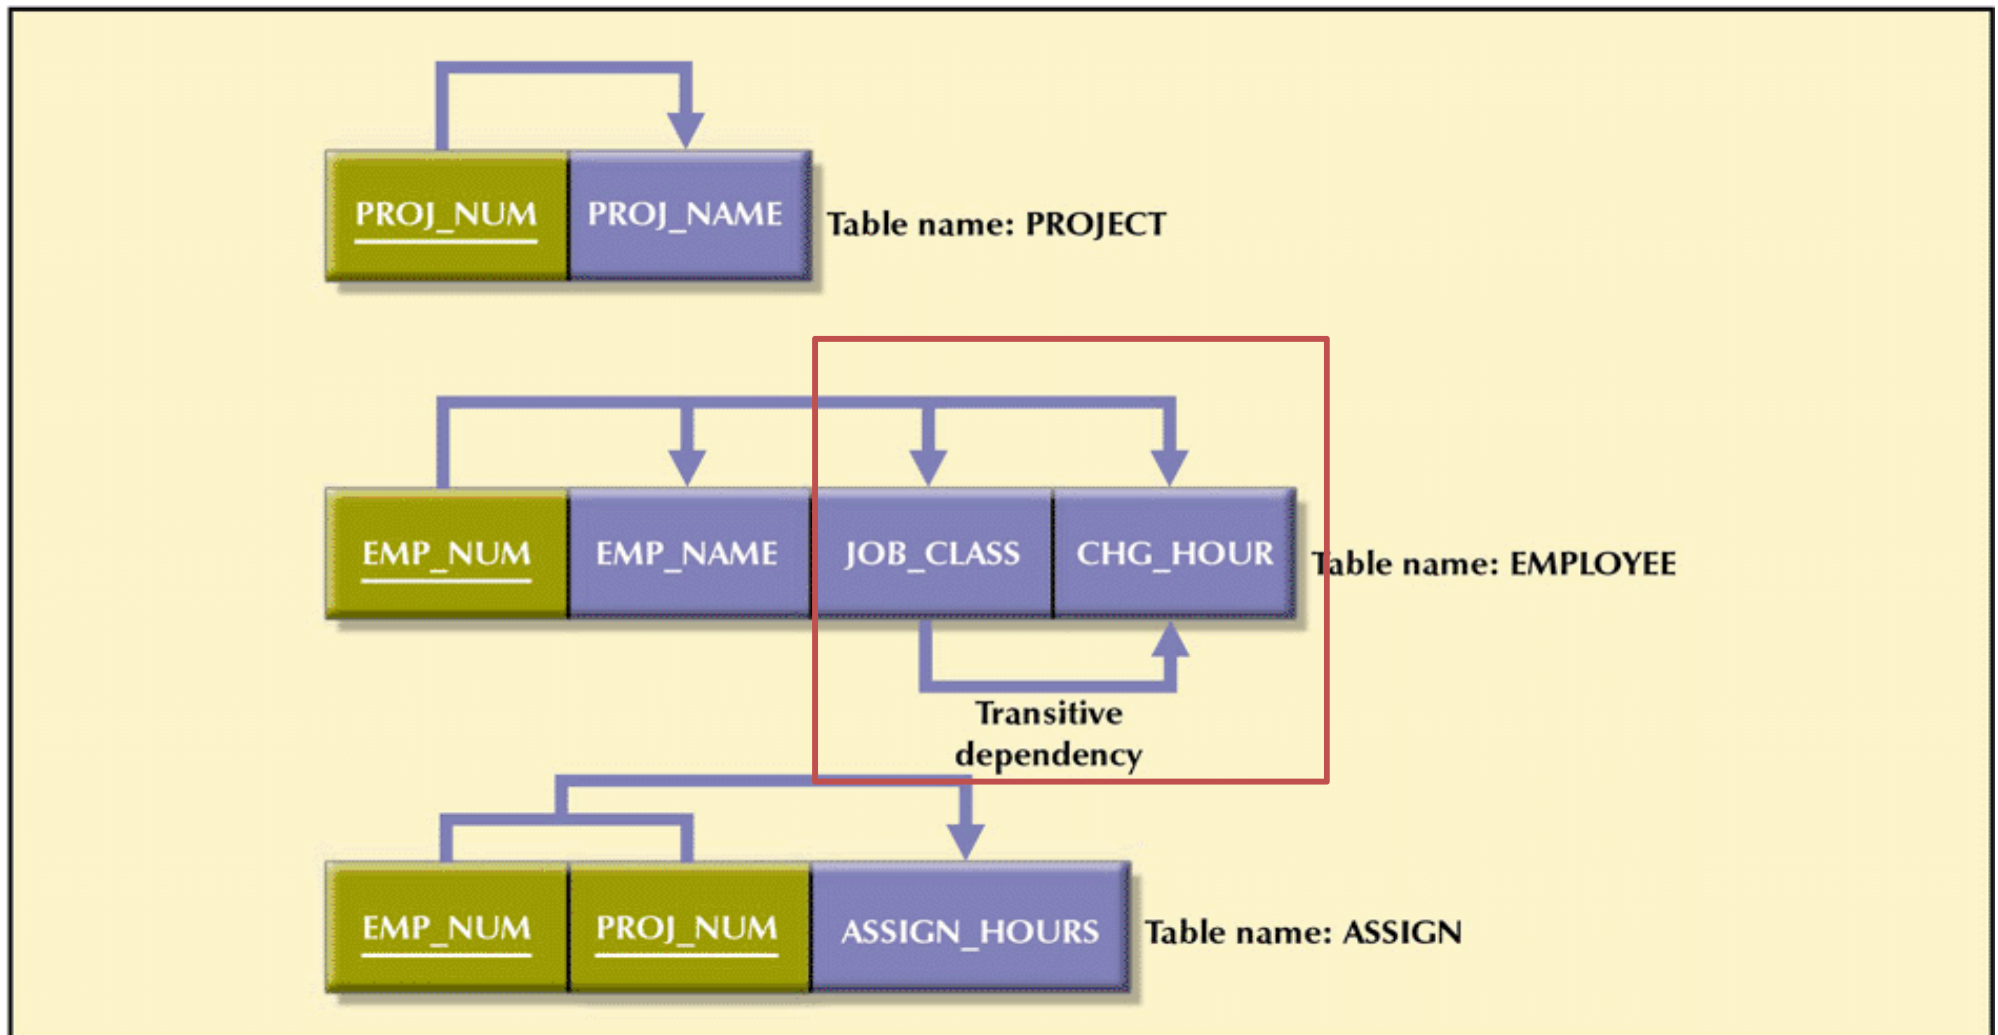 PROJ_NUM PROJ_NAME Table name: PROJECT
EMP_NUM EMP_NAME JOB_CLASS CHG_HOUR Table name: EMPLOYEE
Transitive
dependency
EMP_NUM PROJ_NUM ASSIGN_HOURS Table name: ASSIGN